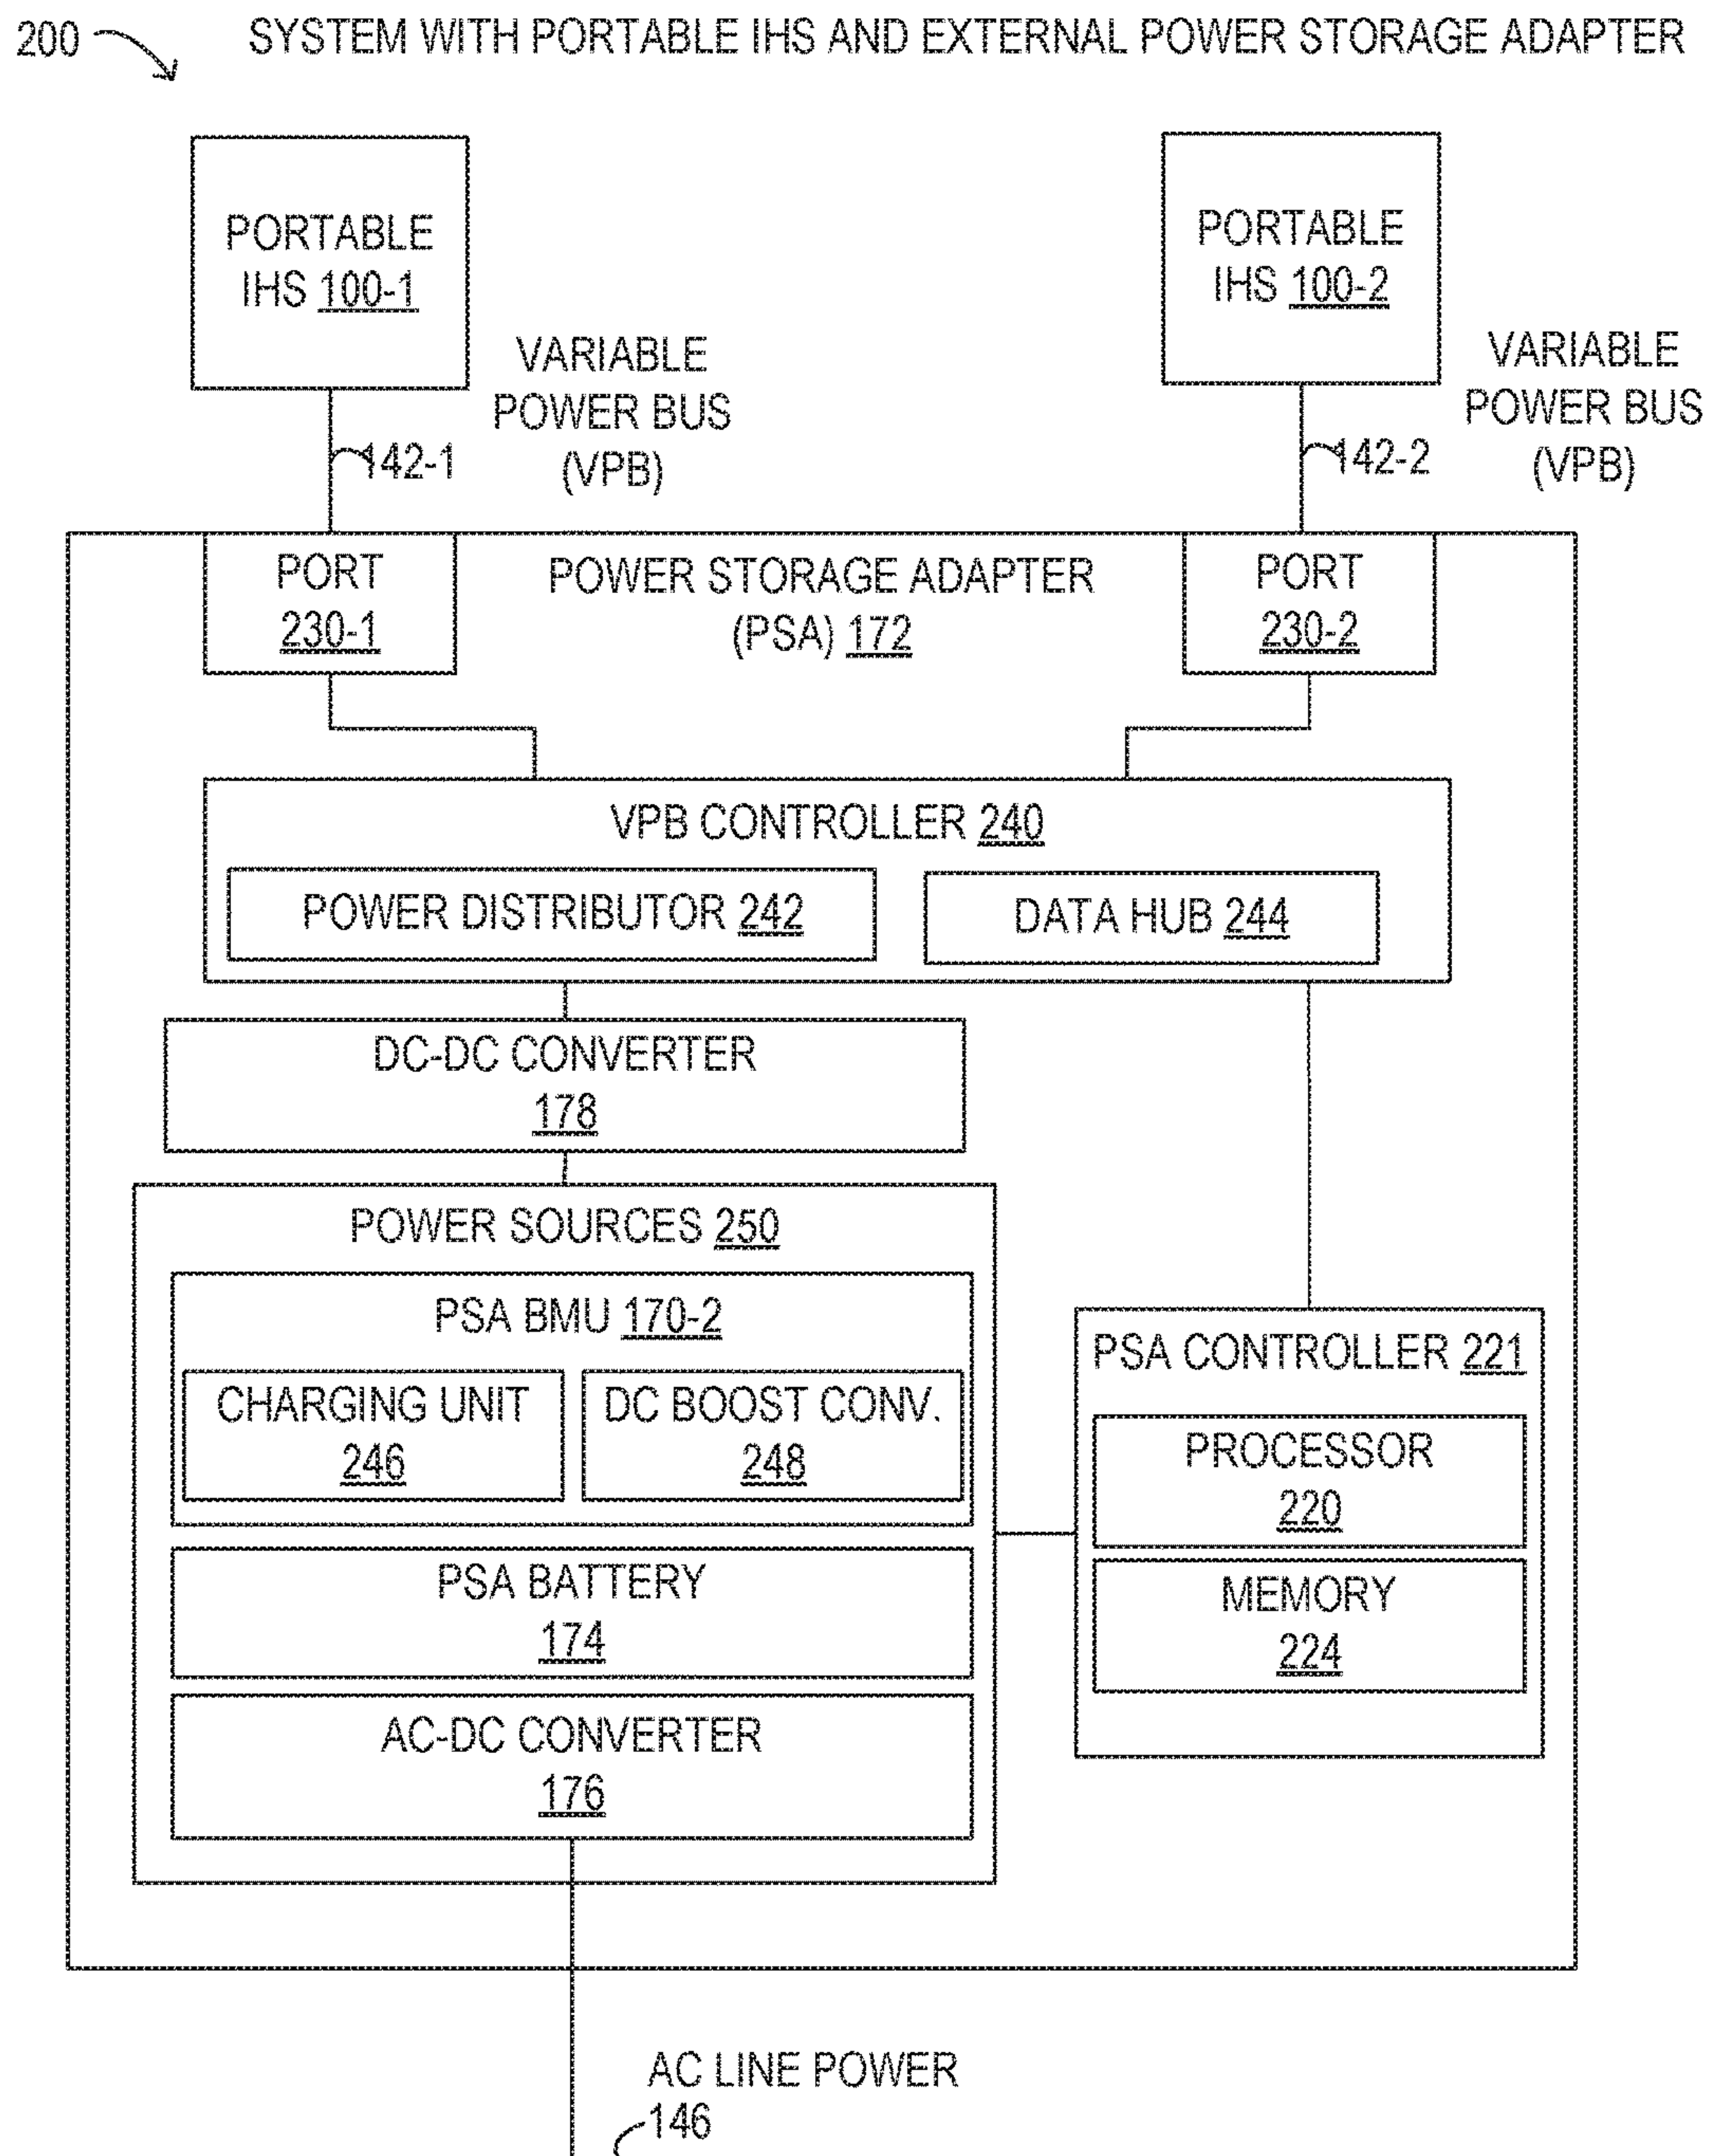 200
SYSTEM WITH PORTABLE IHS AND EXTERNAL POWER STORAGE ADAPTER
PORTABLE
IHS 100-1
PORTABLE
IHS 100-2
VARIABLE
POWER BUS
(VPB)
142-1
VARIABLE
POWER BUS
(VPB)
142-2
PORT
230-1
POWER STORAGE ADAPTER
(PSA) 172
PORT
230-2
VPB CONTROLLER 240
POWER DISTRIBUTOR 242
DATA HUB 244
DC-DC CONVERTER
178
POWER SOURCES 250
PSA BMU 170-2
CHARGING UNIT
246
DC BOOST CONV.
248
PSA BATTERY
174
AC-DC CONVERTER
176
PSA CONTROLLER 221
PROCESSOR
220
MEMORY
224
AC LINE POWER
146